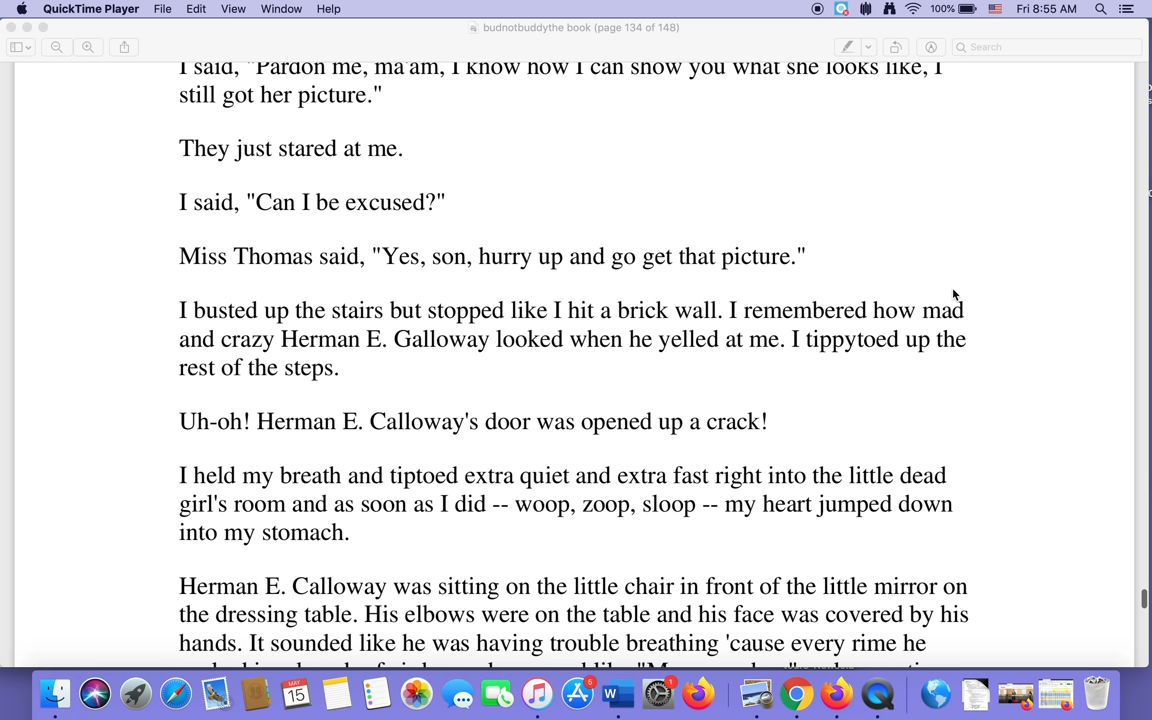 QuickTime Player File Edit View Window Help 100% Fri 8:55 AM
budnotbuddythe book (page 134 of 148)
Search
I said, "Pardon me, ma'am, I know how I can show you what she looks like, I
still got her picture."
They just stared at me.
I said, "Can I be excused?"
Miss Thomas said, "Yes, son, hurry up and go get that picture."
I busted up the stairs but stopped like I hit a brick wall. I remembered how mad
and crazy Herman E. Galloway looked when he yelled at me. I tippytoed up the
rest of the steps.
Uh-oh! Herman E. Calloway's door was opened up a crack!
I held my breath and tiptoed extra quiet and extra fast right into the little dead
girl's room and as soon as I did -- woop, zoop, sloop -- my heart jumped down
into my stomach.
Herman E. Calloway was sitting on the little chair in front of the little mirror on
the dressing table. His elbows were on the table and his face was covered by his
hands. It sounded like he was having trouble breathing 'cause every rime he
MAY
15
5
W
1